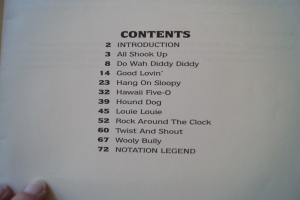 CONTENTS
2 INTRODUCTION
3 All Shook Up
8 Do Wah Diddy Diddy
14 Good Lovin'
23 Hang On Sloopy
32 Hawaii Five-O
39 Hound Dog
45 Louie Louie
52 Rock Around The Clock
60 Twist And Shout
67 Wooly Bully
72 NOTATION LEGEND